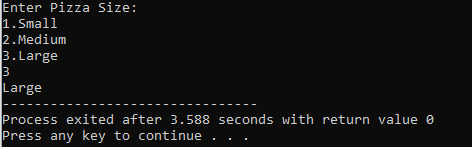 Enter Pizza Size:
1.Small
2.Medium
3.Large
3
Large
--------------------------------
Process exited after 3.588 seconds with return value 0
Press any key to continue . . .